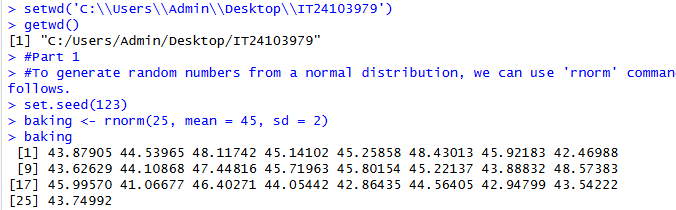 > setwd('C:\\Users\\Admin\\Desktop\\IT24103979')
> getwd()
[1] "C:/Users/Admin/Desktop/IT24103979"
> #Part 1
> #To generate random numbers from a normal distribution, we can use 'rnorm' comman
follows.
> set.seed(123)
> baking <- rnorm(25, mean = 45, sd = 2)
> baking
[1] 43.87905 44.53965 48.11742 45.14102 45.25858 48.43013 45.92183 42.46988
[9] 43.62629 44.10868 47.44816 45.71963 45.80154 45.22137 43.88832 48.57383
[17] 45.99570 41.06677 46.40271 44.05442 42.86435 44.56405 42.94799 43.54222
[25] 43.74992